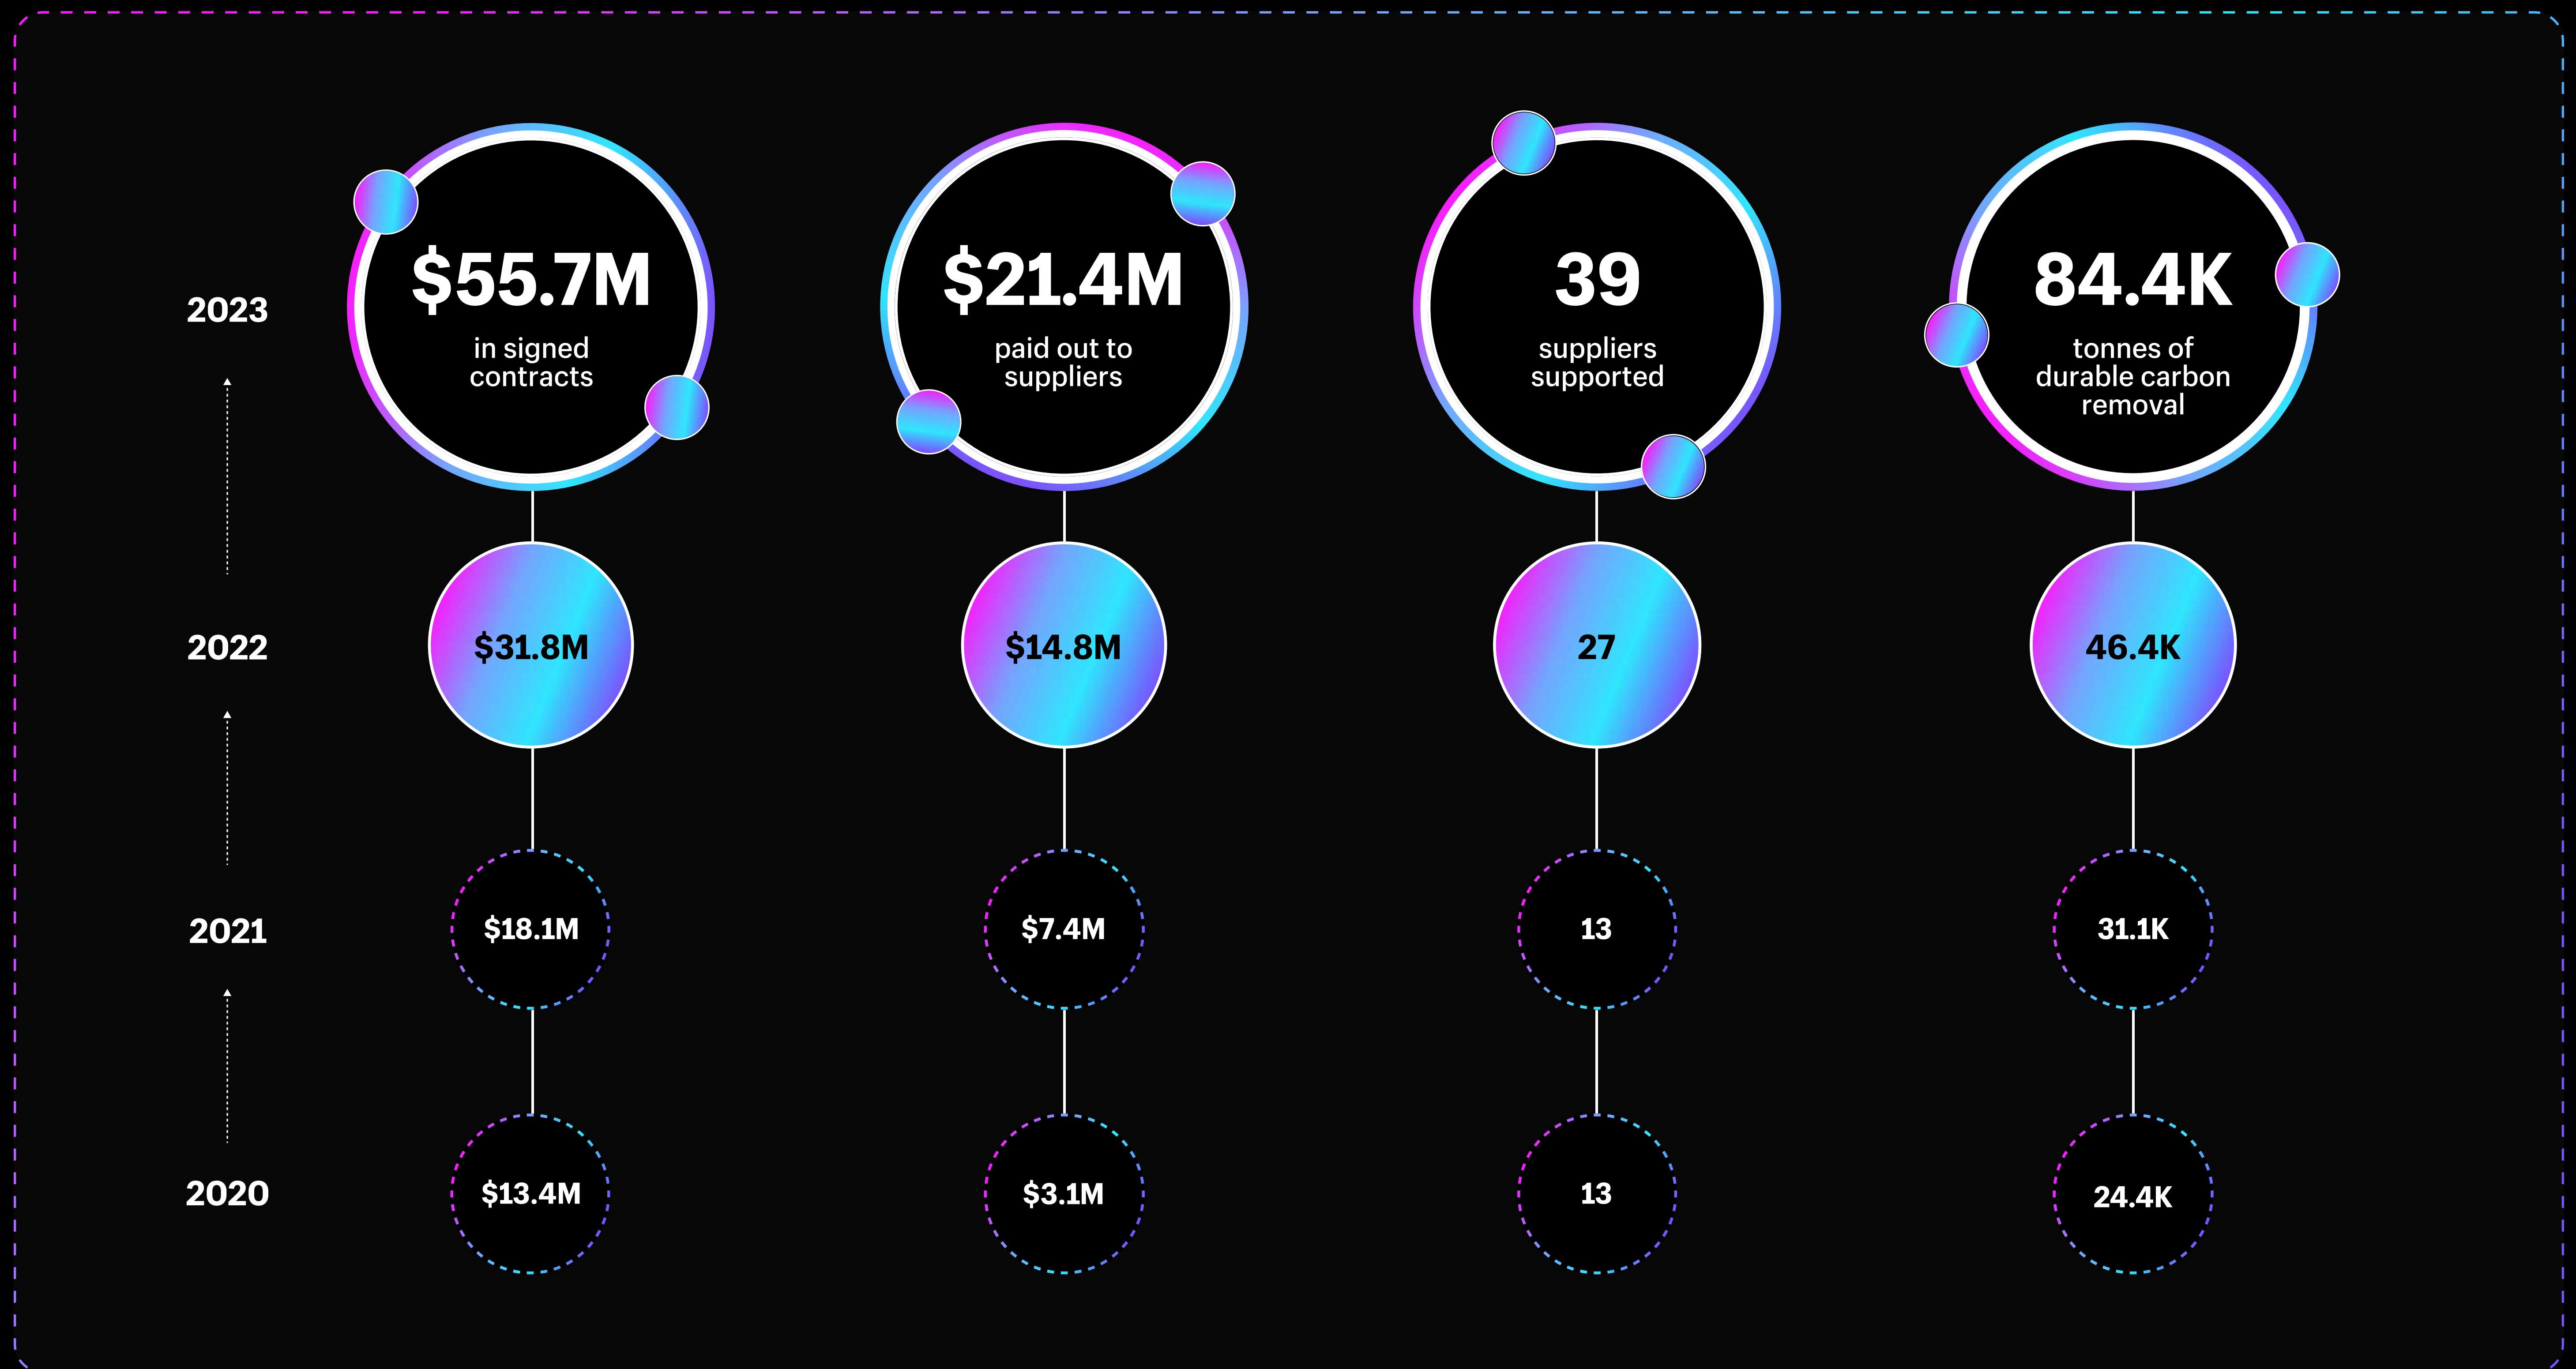 2023
$55.7M
in signed
contracts
$21.4M
paid out to
suppliers
39
suppliers
supported
84.4K
tonnes of
durable carbon
removal
2022
$31.8M
$14.8M
27
46.4K
2021
$18.1M
$7.4M
13
31.1K
2020
$13.4M
$3.1M
13
24.4K